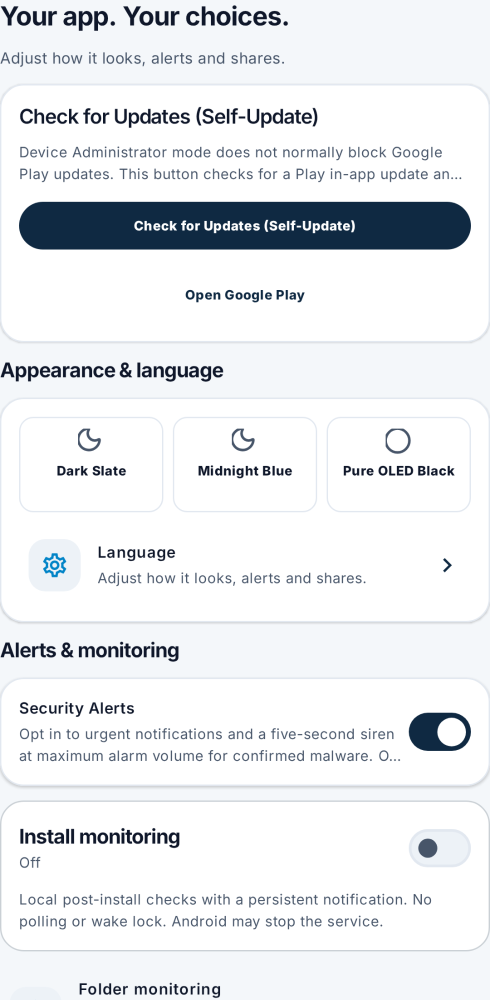 Your app. Your choices.
Adjust how it looks, alerts and shares.
Check for Updates (Self-Update)
Device Administrator mode does not normally block Google
Play updates. This button checks for a Play in-app update an...
Check for Updates (Self-Update)
Open Google Play
Appearance & language
Dark Slate
Midnight Blue
Pure OLED Black
Language
Adjust how it looks, alerts and shares.
Alerts & monitoring
Security Alerts
Opt in to urgent notifications and a five-second siren
at maximum alarm volume for confirmed malware. O...
Install monitoring
Off
Local post-install checks with a persistent notification. No
polling or wake lock. Android may stop the service.
Folder monitoring